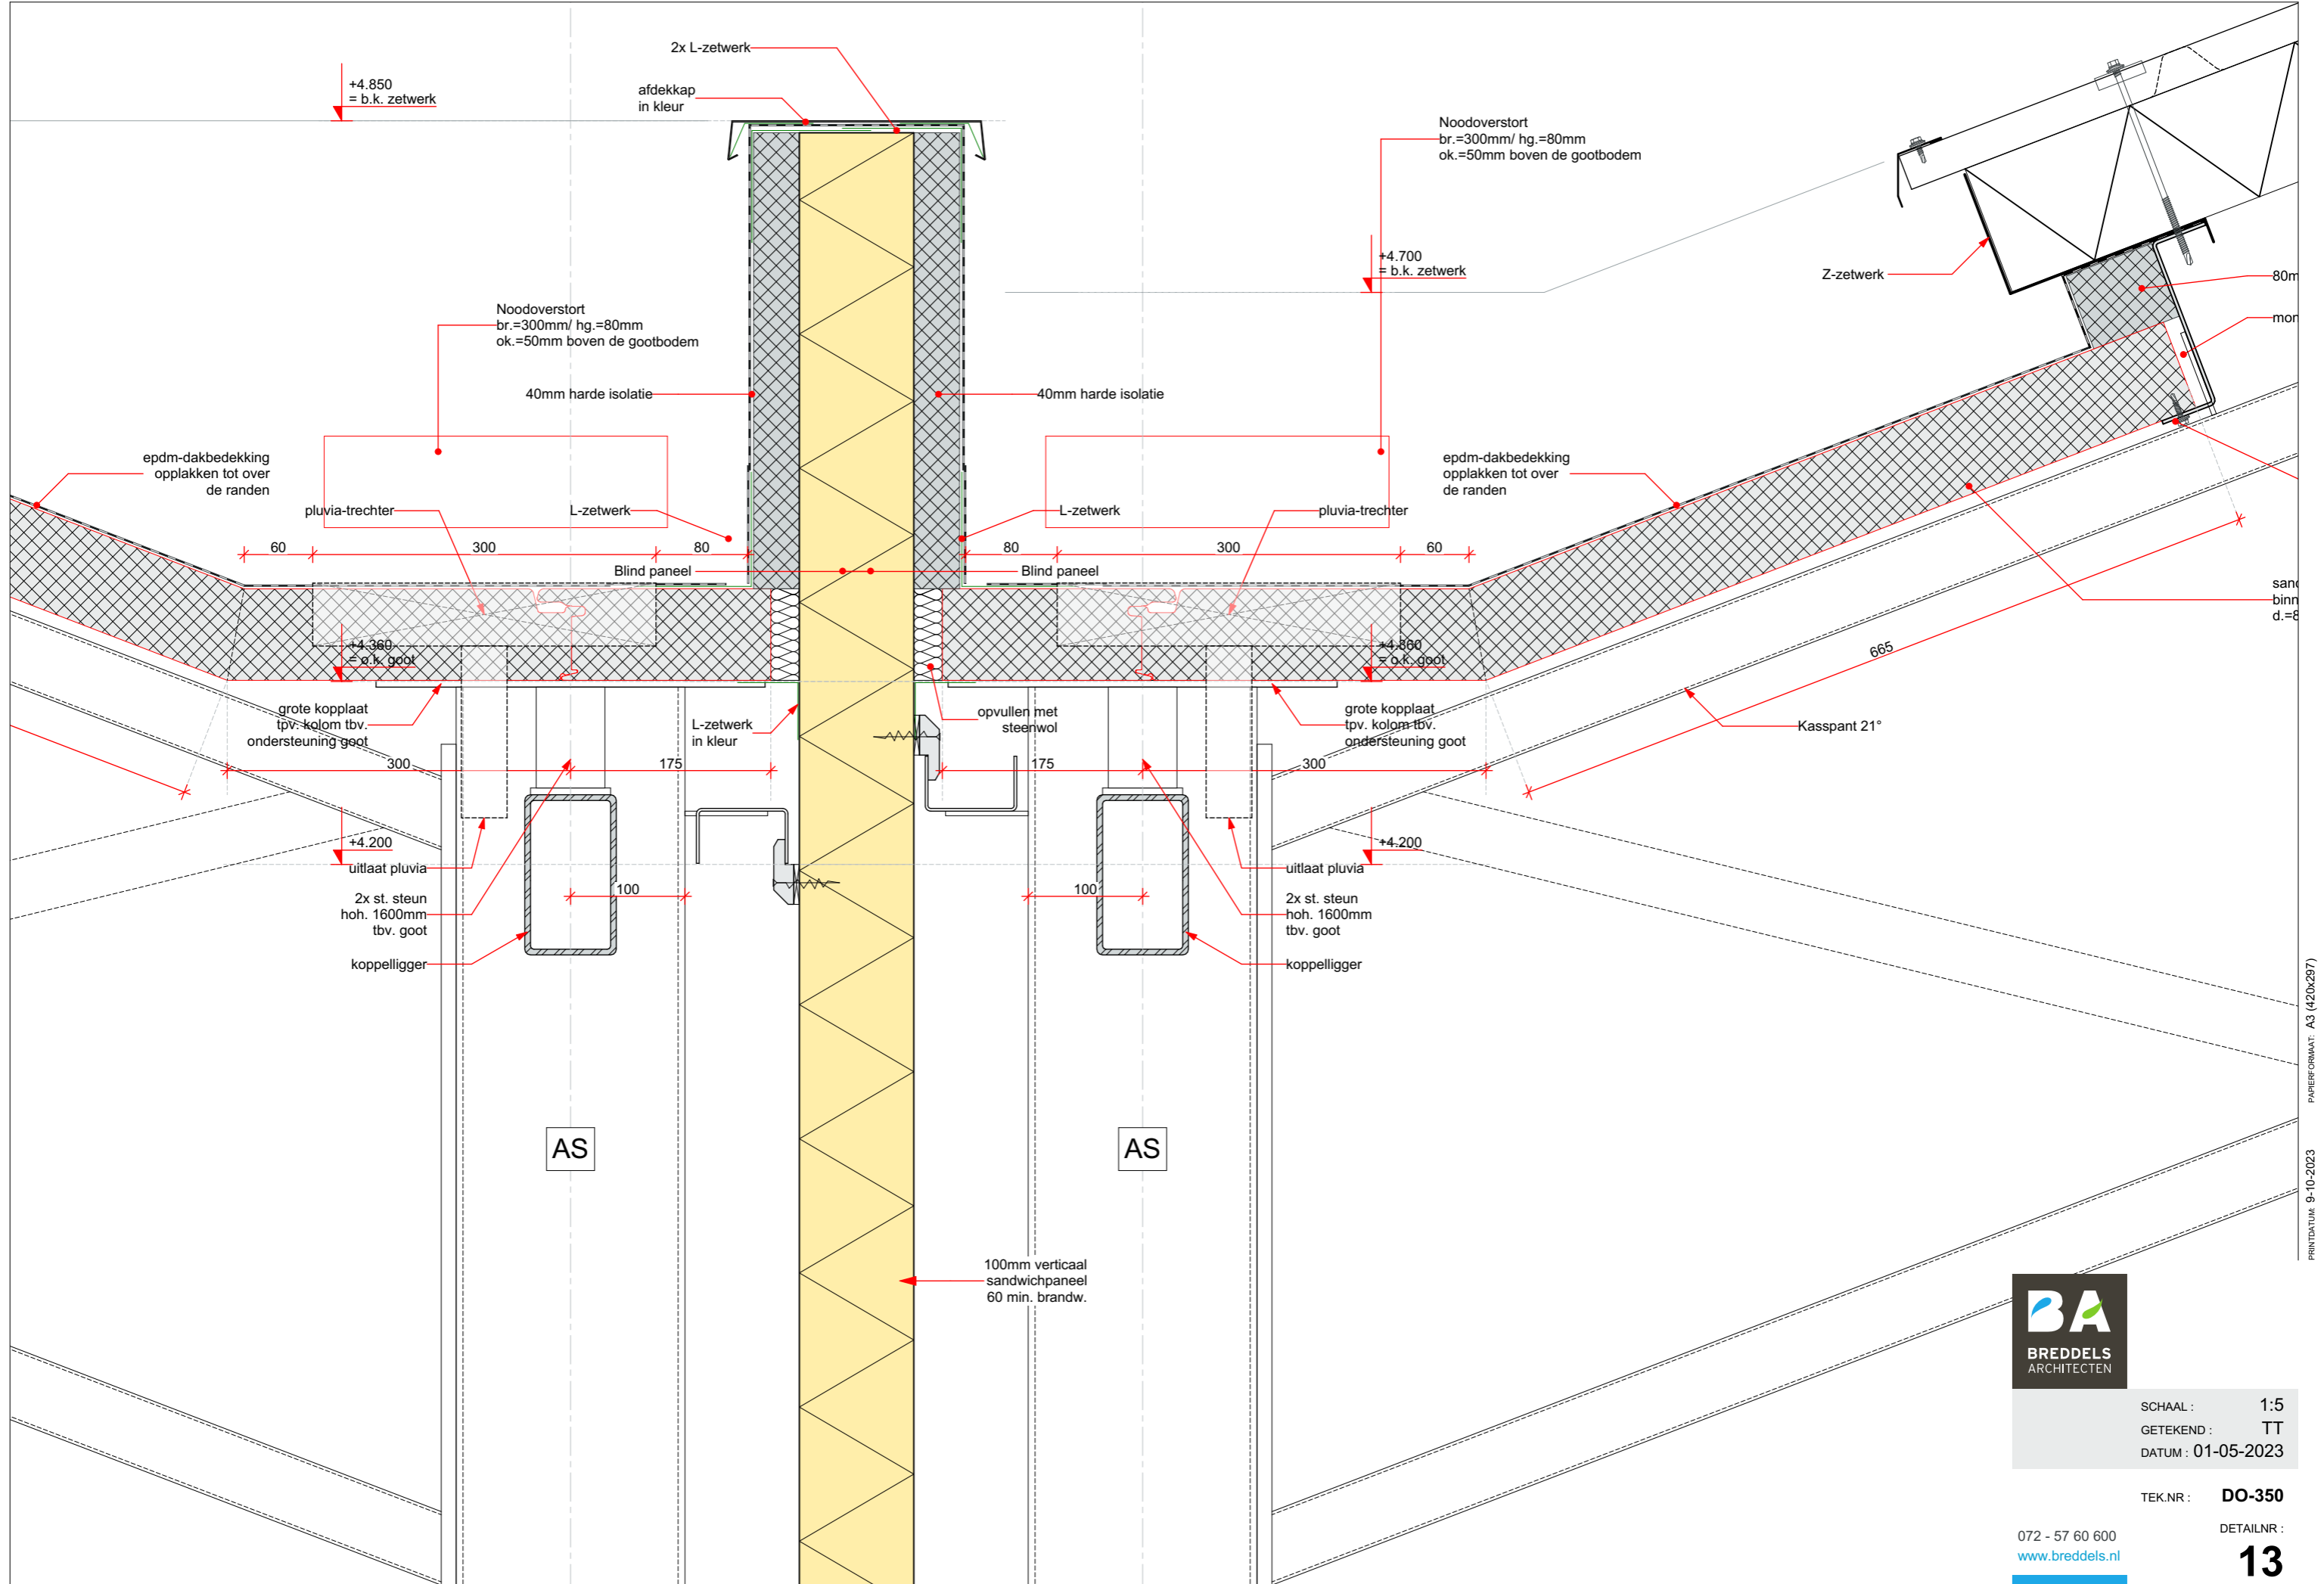 2x L-zetwerk
+4.850
= b.k. zetwerk
afdekkap
in kleur
Noodoverstort
br.=300mm/ hg.=80mm
ok.=50mm boven de gootbodem
+4.700
= b.k. zetwerk
Z-zetwerk
80m
mon
Noodoverstort
br.=300mm/ hg.=80mm
ok.=50mm boven de gootbodem
40mm harde isolatie
40mm harde isolatie
epdm-dakbedekking
opplakken tot over
de randen
epdm-dakbedekking
opplakken tot over
de randen
pluvia-trechter
L-zetwerk
L-zetwerk
pluvia-trechter
60
300
80
80
300
60
Blind paneel
Blind paneel
sand
binn
d.=8
+4.360
= o.k. goot
+4.360
= o.k. goot
665
grote kopplaat
tpv. kolom tbv.
ondersteuning goot
L-zetwerk
in kleur
opvullen met
steenwol
grote kopplaat
tpv. kolom tbv.
ondersteuning goot
Kasspant 21°
300
175
175
300
+4.200
uitlaat pluvia
+4.200
uitlaat pluvia
100
100
2x st. steun
hoh. 1600mm
tbv. goot
2x st. steun
hoh. 1600mm
tbv. goot
koppelligger
koppelligger
AS
AS
100mm verticaal
sandwichpaneel
60 min. brandw.
PAPIERFORMAAT: A3 (420x297)
PRINTDATUM: 9-10-2023
BA
BREDDELS
ARCHITECTEN
SCHAAL : 1:5
GETEKEND : TT
DATUM : 01-05-2023
TEK.NR : DO-350
DETAILNR :
13
072 - 57 60 600
www.breddels.nl